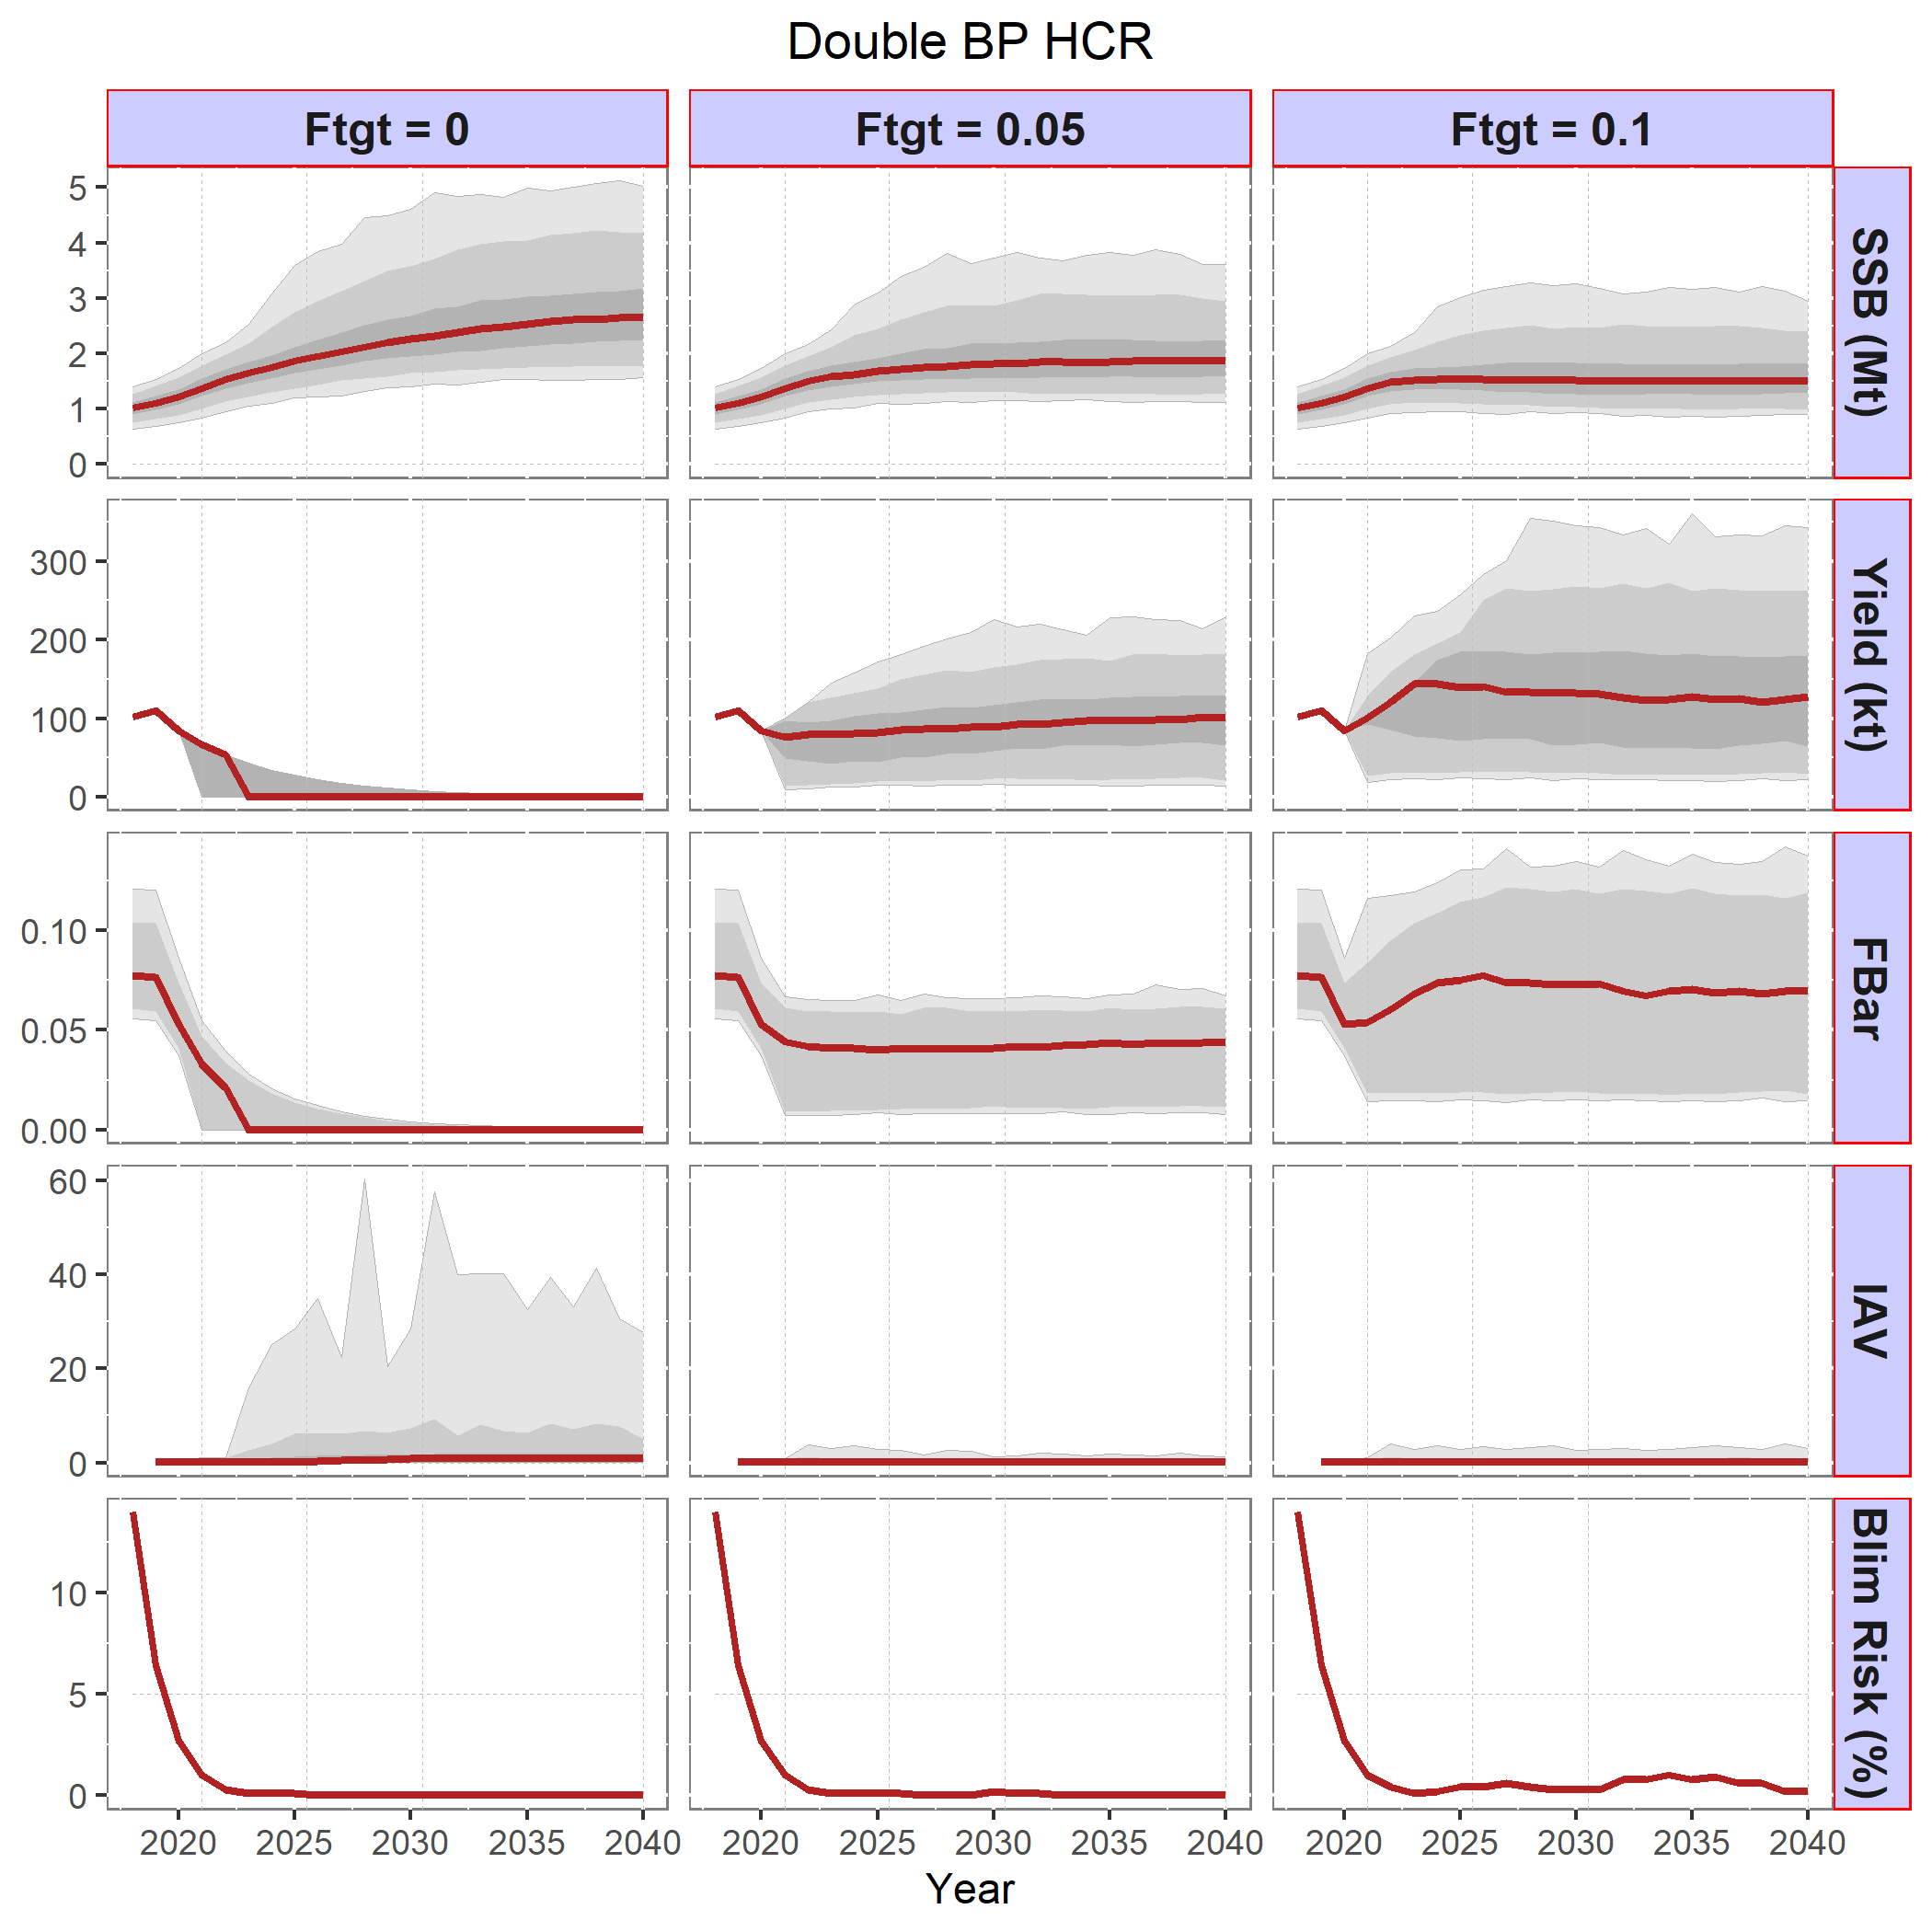 Double BP HCR
Ftgt = 0
Ftgt = 0.05
Ftgt = 0.1
5
4
3
2
1
0
SSB (Mt)
300
200
100
0
Yield (kt)
0.10
0.05
0.00
FBar
60
40
20
0
IAV
10
5
0
Blim Risk (%)
2020 2025 2030 2035 2040
2020 2025 2030 2035 2040
2020 2025 2030 2035 2040
Year